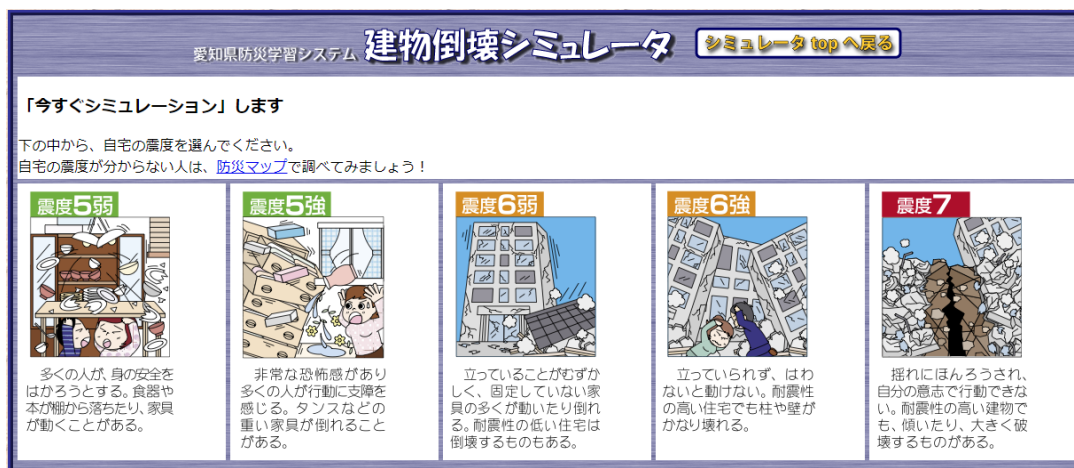 愛知県防災学習システム 建物倒壊シミュレータ シミュレータ top へ戻る
「今すぐシミュレーション」します
下の中から、自宅の震度を選んでください。
自宅の震度が分からない人は、防災マップで調べてみましょう！
震度5弱
多くの人が、身の安全を
はかろうとする。食器や
本が棚から落ちたり、家具
が動くことがある。
震度5強
非常な恐怖感があり
多くの人が行動に支障を
感じる。タンスなどの
重い家具が倒れること
がある。
震度6弱
立っていることがむずか
しく、固定していない家
具の多くが動いたり倒れ
る。耐震性の低い住宅は
倒壊するものもある。
震度6強
立っていられず、はわ
ないと動けない。耐震性
の高い住宅でも柱や壁が
かなり壊れる。
震度7
揺れにほんろうされ、
自分の意志で行動できな
い。耐震性の高い建物で
も、傾いたり、大きく破
壊するものがある。